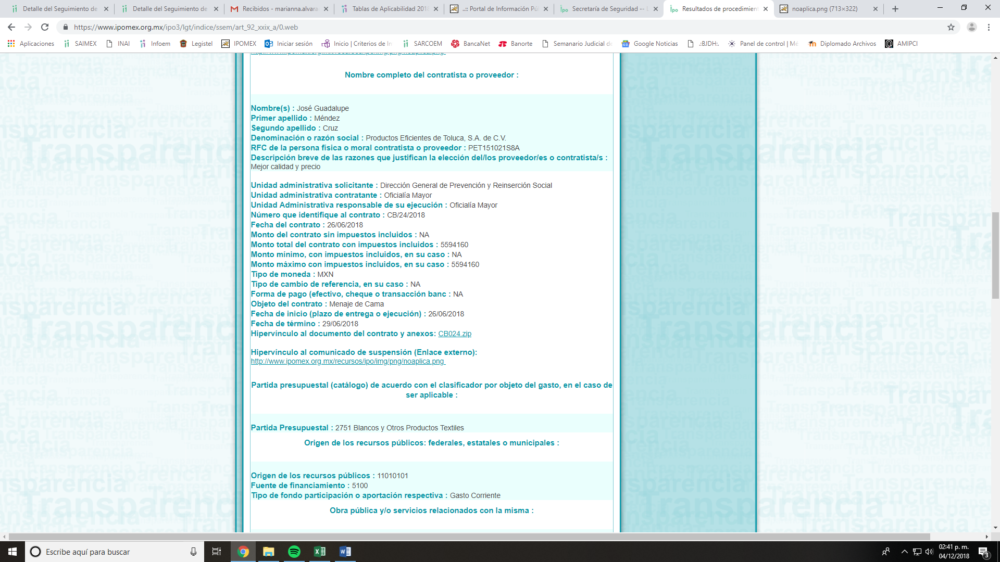 Detalle del Seguimiento de
Detalle del Seguimiento de
Recibidos - marianna.alvara
Tablas de Aplicabilidad 201
..:: Portal de Información Púl
Secretaría de Seguridad --
Resultados de procedimien
noaplica.png (713×322)
https://www.ipomex.org.mx/ipo3/lgt/indice/ssem/art_92_xxix_a/0.web
Aplicaciones
SAIMEX
INAI
Infoem
Legistel
IPOMEX
Iniciar sesión
Inicio | Criterios de In
SARCOEM
BancaNet
Banorte
Semanario Judicial de
Google Noticias
.:BJDH:.
Panel de control | Mé
Diplomado Archivos
AMIPCI
Nombre completo del contratista o proveedor :
Nombre(s) : José Guadalupe
Primer apellido : Méndez
Segundo apellido : Cruz
Denominación o razón social : Productos Eficientes de Toluca, S.A. de C.V.
RFC de la persona física o moral contratista o proveedor : PET151021S8A
Descripción breve de las razones que justifican la elección del/los proveedor/es o contratista/s :
Mejor calidad y precio
Unidad administrativa solicitante : Dirección General de Prevención y Reinserción Social
Unidad administrativa contratante : Oficialía Mayor
Unidad Administrativa responsable de su ejecución : Oficialía Mayor
Número que identifique al contrato : CB/24/2018
Fecha del contrato : 26/06/2018
Monto del contrato sin impuestos incluidos : NA
Monto total del contrato con impuestos incluidos : 5594160
Monto mínimo, con impuestos incluidos, en su caso : NA
Monto máximo con impuestos incluidos, en su caso : 5594160
Tipo de moneda : MXN
Tipo de cambio de referencia, en su caso : NA
Forma de pago (efectivo, cheque o transacción banc : NA
Objeto del contrato : Menaje de Cama
Fecha de inicio (plazo de entrega o ejecución) : 26/06/2018
Fecha de término : 29/06/2018
Hipervínculo al documento del contrato y anexos: CB024.zip
Hipervínculo al comunicado de suspensión (Enlace externo):
http://www.ipomex.org.mx/recursos/ipo/img/png/noaplica.png
Partida presupuestal (catálogo) de acuerdo con el clasificador por objeto del gasto, en el caso de
ser aplicable :
Partida Presupuestal : 2751 Blancos y Otros Productos Textiles
Origen de los recursos públicos: federales, estatales o municipales :
Origen de los recursos públicos : 11010101
Fuente de financiamiento : 5100
Tipo de fondo participación o aportación respectiva : Gasto Corriente
Obra pública y/o servicios relacionados con la misma :
Escribe aquí para buscar
02:41 p. m.
04/12/2018
3